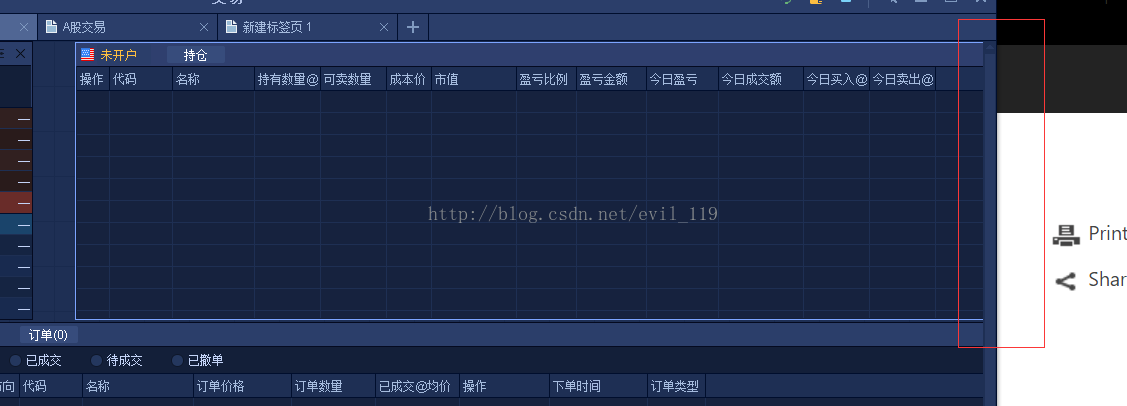 A股交易 新建标签页 1
未开户 持仓
操作 代码 名称 持有数量@ 可卖数量 成本价 市值 盈亏比例 盈亏金额 今日盈亏 今日成交额 今日买入@ 今日卖出@
http://blog.csdn.net/evil_119
Print
Shar
订单(0)
已成交 待成交 已撤单
方向 代码 名称 订单价格 订单数量 已成交@均价 操作 下单时间 订单类型